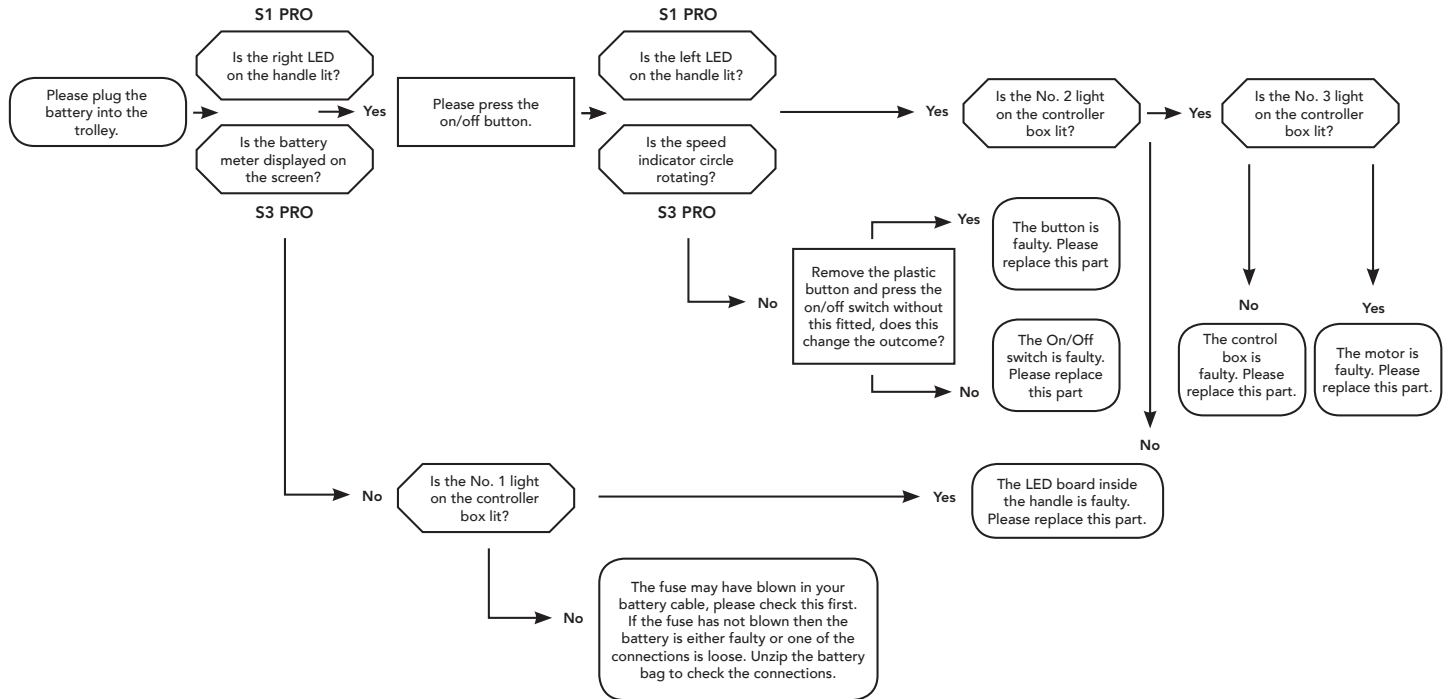 S1 PRO
Is the right LED
on the handle lit?
Please plug the
battery into the
trolley.
Yes
Is the battery
meter displayed on
the screen?
S3 PRO
Please press the
on/off button.
S1 PRO
Is the left LED
on the handle lit?
Is the speed
indicator circle
rotating?
S3 PRO
Yes
Is the No. 2 light
on the controller
box lit?
Yes
Is the No. 3 light
on the controller
box lit?
No
Remove the plastic
button and press the
on/off switch without
this fitted, does this
change the outcome?
Yes
The button is
faulty. Please
replace this part
No
The On/Off
switch is faulty.
Please replace
this part
No
The control
box is
faulty. Please
replace this part.
Yes
The motor is
faulty. Please
replace this part.
No
No
Is the No. 1 light
on the controller
box lit?
Yes
The LED board inside
the handle is faulty.
Please replace this part.
No
The fuse may have blown in your
battery cable, please check this first.
If the fuse has not blown then the
battery is either faulty or one of the
connections is loose. Unzip the battery
bag to check the connections.